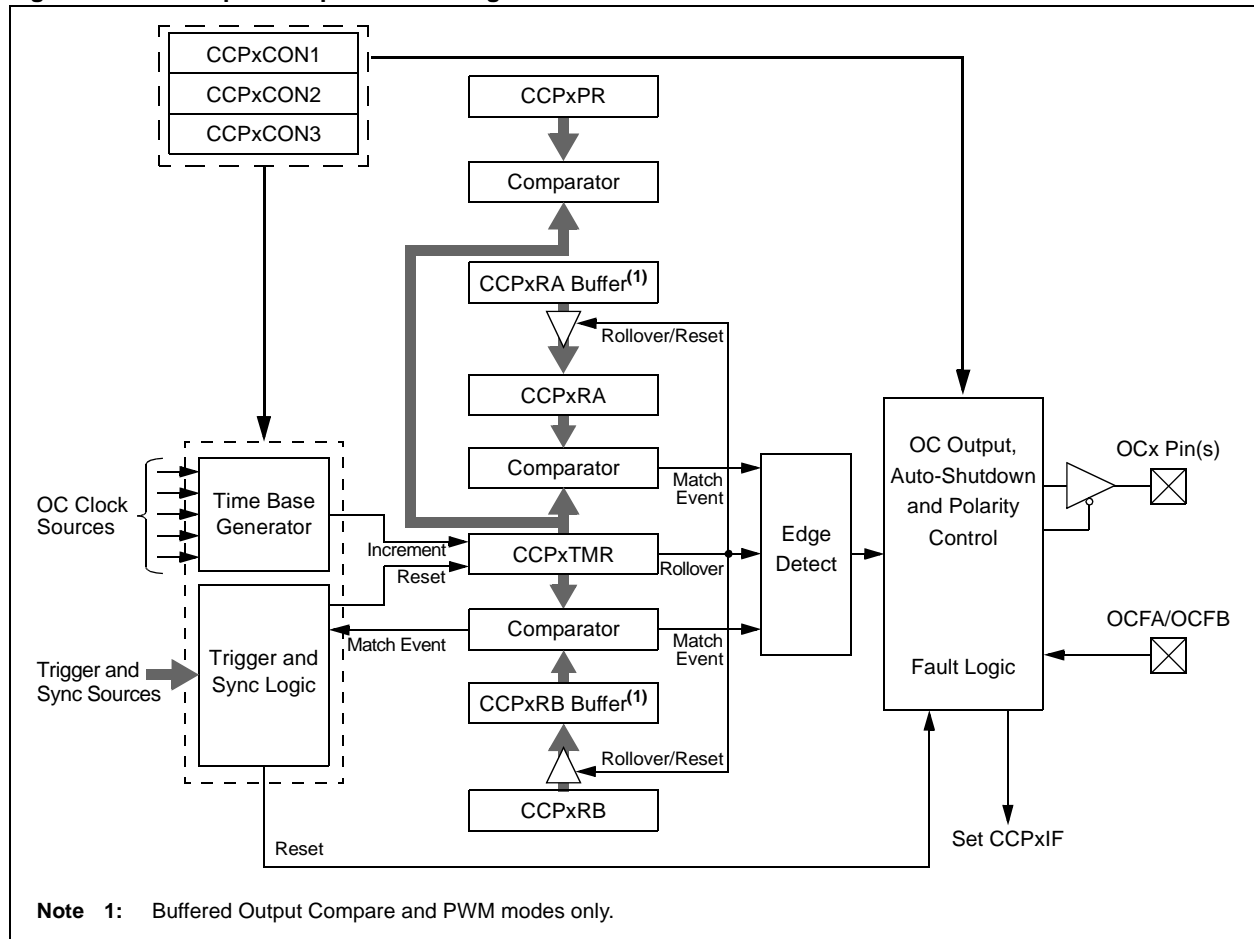 CCPxCON1
CCPxCON2
CCPxCON3
CCPxPR
Comparator
CCPxRA Buffer(1)
Rollover/Reset
CCPxRA
Comparator
Match
Event
OC Clock
Sources
Time Base
Generator
Increment
Reset
CCPxTMR
Rollover
Edge
Detect
OC Output,
Auto-Shutdown
and Polarity
Control
Fault Logic
OCx Pin(s)
OCFA/OCFB
Comparator
Match Event
Match
Event
Trigger and
Sync Sources
Trigger and
Sync Logic
CCPxRB Buffer(1)
Rollover/Reset
CCPxRB
Reset
Set CCPxIF
Note 1: Buffered Output Compare and PWM modes only.